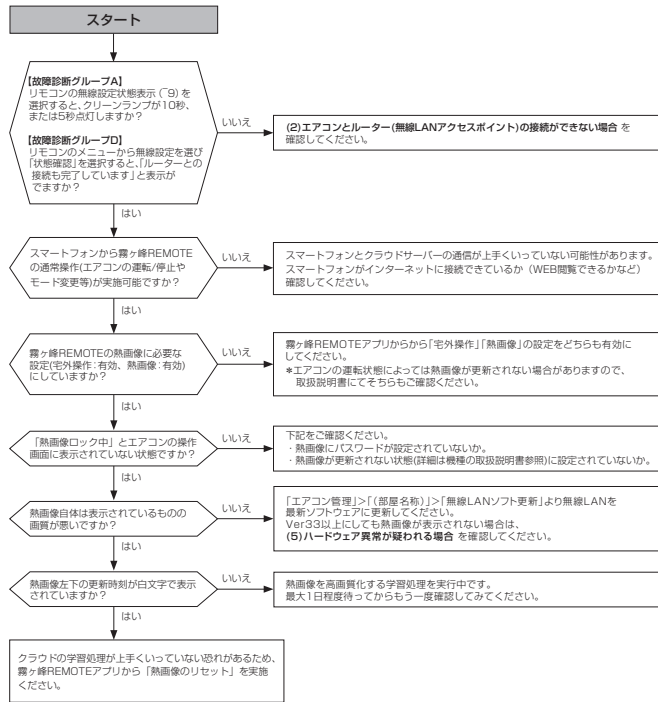 スタート
【故障診断グループA】
リモコンの無線設定状態表示（ ̄9）を
選択すると、クリーンランプが10秒、
または5秒点灯しますか？
【故障診断グループD】
リモコンのメニューから無線設定を選び
「状態確認」を選択すると、「ルーターとの
接続も完了しています」と表示が
でますか？
いいえ
(2)エアコンとルーター(無線LANアクセスポイント)の接続ができない場合 を
確認してください。
はい
スマートフォンから霧ヶ峰REMOTE
の通常操作(エアコンの運転/停止や
モード変更等)が実施可能ですか？
いいえ
スマートフォンとクラウドサーバーの通信が上手くいっていない可能性があります。
スマートフォンがインターネットに接続できているか（WEB閲覧できるかなど）
確認してください。
はい
霧ヶ峰REMOTEの熱画像に必要な
設定(宅外操作：有効、熱画像：有効)
にしていますか？
いいえ
霧ヶ峰REMOTEアプリからから「宅外操作」「熱画像」の設定をどちらも有効に
してください。
＊エアコンの運転状態によっては熱画像が更新されない場合がありますので、
取扱説明書にてそちらもご確認ください。
はい
「熱画像ロック中」とエアコンの操作
画面に表示されていない状態ですか？
いいえ
下記をご確認ください。
・熱画像にパスワードが設定されていないか。
・熱画像が更新されない状態(詳細は機種の取扱説明書参照)に設定されていないか。
はい
熱画像自体は表示されているものの
画質が悪いですか？
いいえ
「エアコン管理」>「(部屋名称)」>「無線LANソフト更新」より無線LANを
最新ソフトウェアに更新してください。
Ver33以上にしても熱画像が表示されない場合は、
(5)ハードウェア異常が疑われる場合 を確認してください。
はい
熱画像左下の更新時刻が白文字で表示
されていますか？
いいえ
熱画像を高画質化する学習処理を実行中です。
最大1日程度待ってからもう一度確認してみてください。
はい
クラウドの学習処理が上手くいっていない恐れがあるため、
霧ヶ峰REMOTEアプリから「熱画像のリセット」を実施
ください。